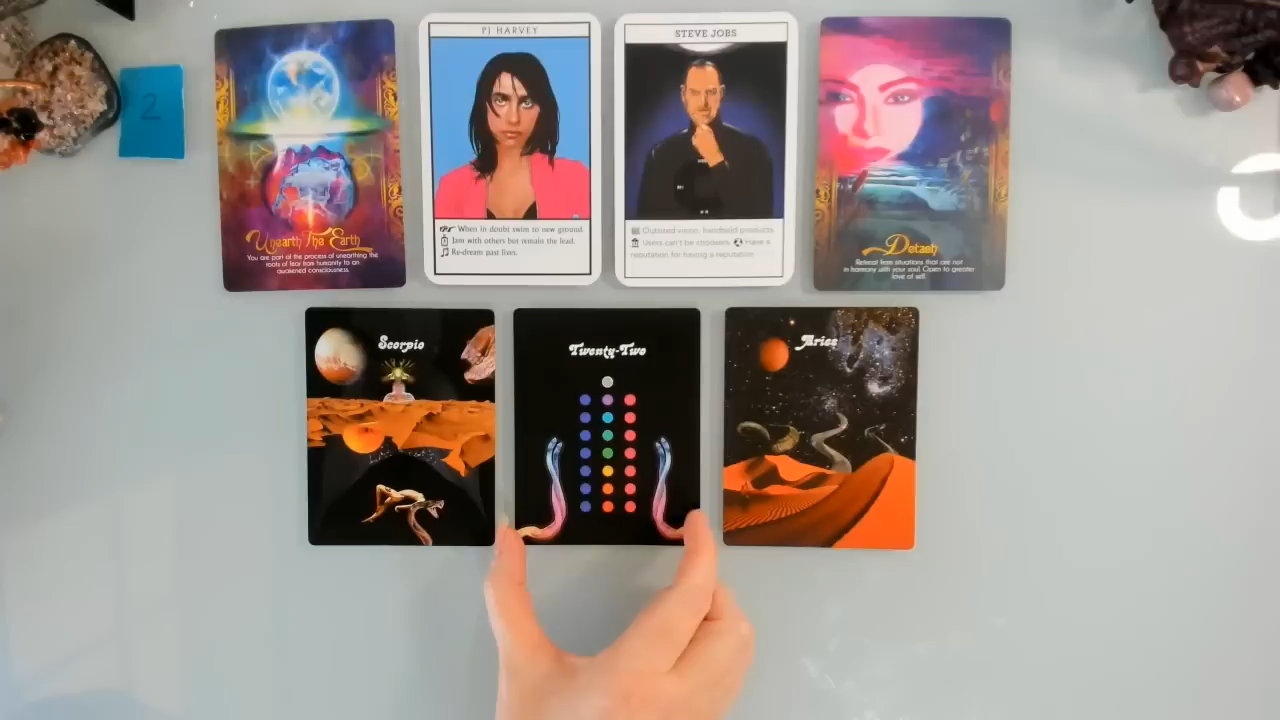 2
Unearth The Earth
You are part of the process of unearthing the
roots of fear from humanity to an
awakened consciousness.
PJ HARVEY
When in doubt swim to new ground.
Jam with others but remain the lead.
Re-dream past lives.
STEVE JOBS
Outsized vision, handheld products.
Users can't be choosers. Have a
reputation for having a reputation
Detach
Retreat from situations that are not
in harmony with your soul. Open to greater
love of self.
Scorpio
Twenty-Two
Aries